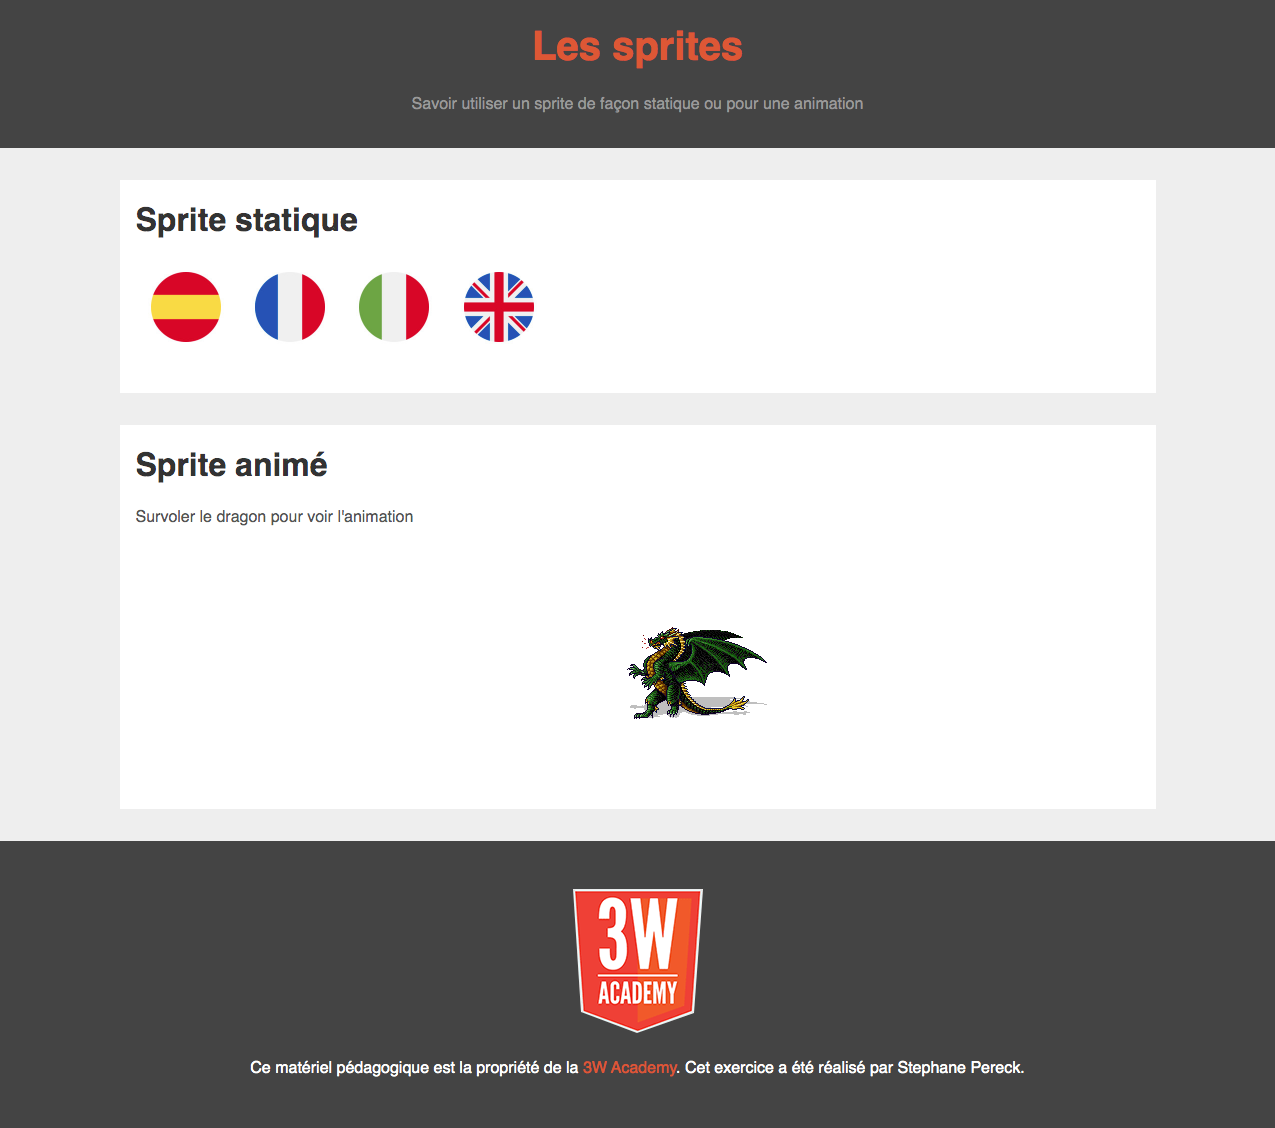 Les sprites
Savoir utiliser un sprite de façon statique ou pour une animation
Sprite statique
Sprite animé
Survoler le dragon pour voir l'animation
3W
ACADEMY
Ce matériel pédagogique est la propriété de la 3W Academy. Cet exercice a été réalisé par Stephane Pereck.